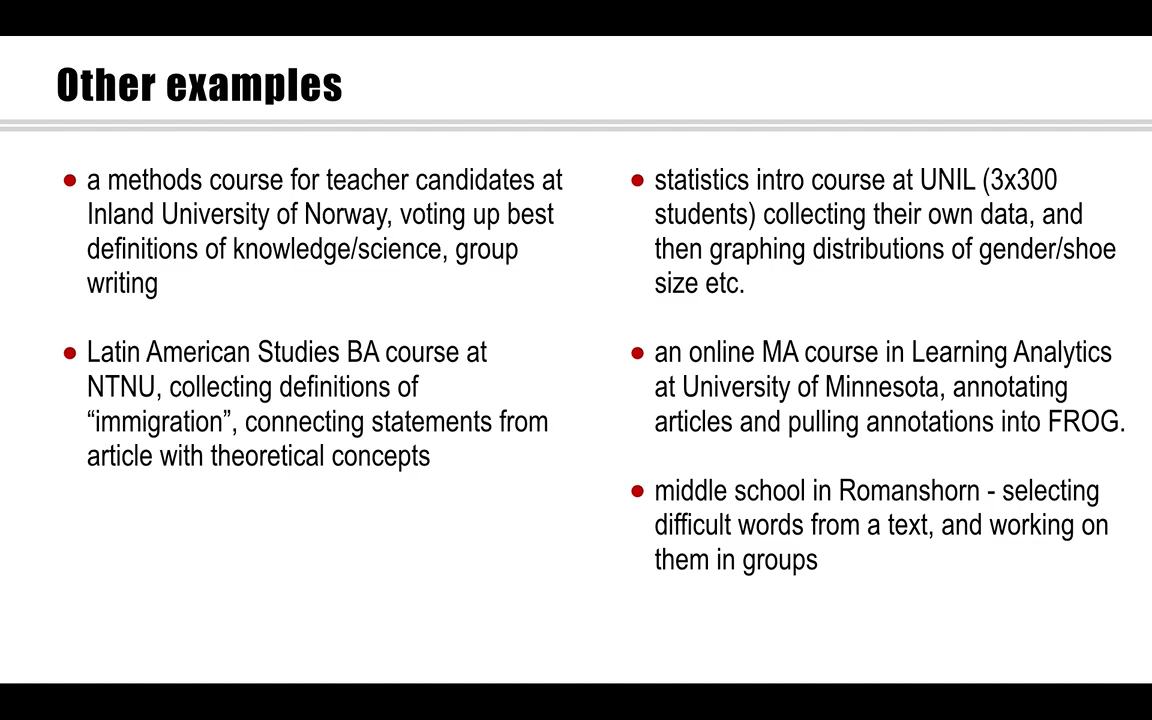 Other examples
● a methods course for teacher candidates at
Inland University of Norway, voting up best
definitions of knowledge/science, group
writing
● Latin American Studies BA course at
NTNU, collecting definitions of
“immigration”, connecting statements from
article with theoretical concepts
● statistics intro course at UNIL (3x300
students) collecting their own data, and
then graphing distributions of gender/shoe
size etc.
● an online MA course in Learning Analytics
at University of Minnesota, annotating
articles and pulling annotations into FROG.
● middle school in Romanshorn - selecting
difficult words from a text, and working on
them in groups